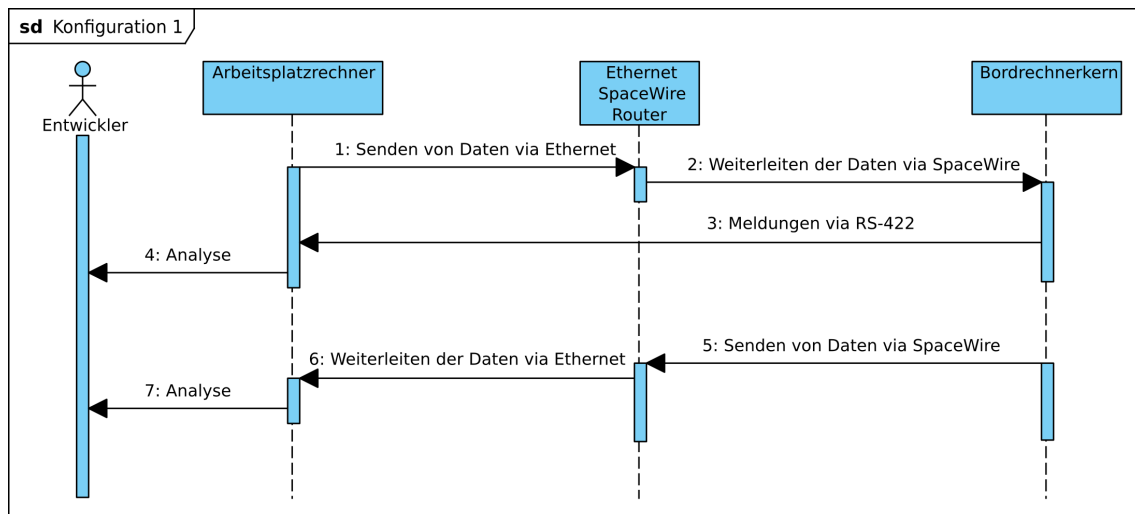 sd Konfiguration 1
Entwickler
Arbeitsplatzrechner
Ethernet
SpaceWire
Router
Bordrechnerkern
1: Senden von Daten via Ethernet
2: Weiterleiten der Daten via SpaceWire
3: Meldungen via RS-422
4: Analyse
5: Senden von Daten via SpaceWire
6: Weiterleiten der Daten via Ethernet
7: Analyse